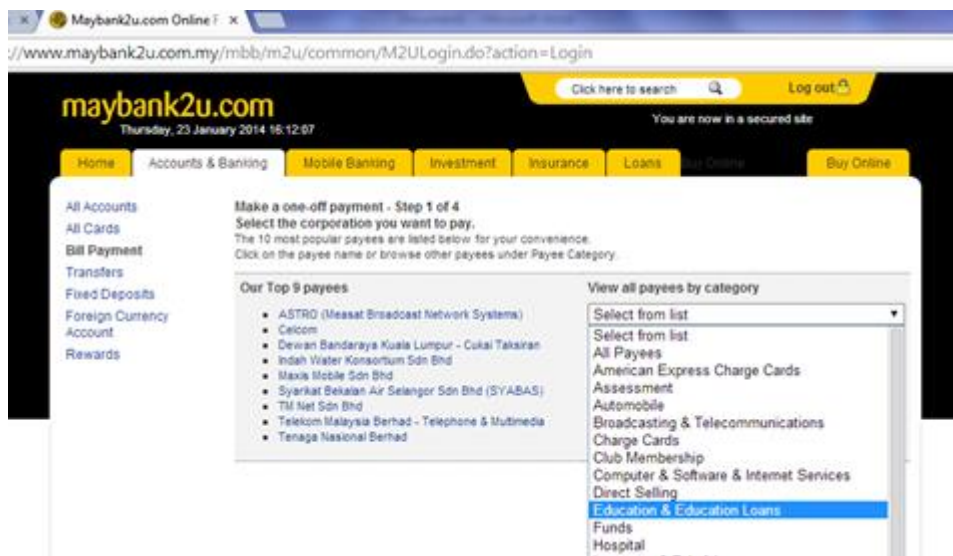 Maybank2u.com Online F
://www.maybank2u.com.my/mbb/m2u/common/M2ULogin.do?action=Login
Click here to search
Log out
maybank2u.com
Thursday, 23 January 2014 16:12:07
You are now in a secured site
Home
Accounts & Banking
Mobile Banking
Investment
Insurance
Loans
Buy Online
Buy Online
All Accounts
All Cards
Bill Payment
Transfers
Fixed Deposits
Foreign Currency
Account
Rewards
Make a one-off payment - Step 1 of 4
Select the corporation you want to pay.
The 10 most popular payees are listed below for your convenience.
Click on the payee name or browse other payees under Payee Category.
Our Top 9 payees
ASTRO (Measat Broadcast Network Systems)
Celcom
Dewan Bandaraya Kuala Lumpur - Cukai Taksiran
Indah Water Konsortium Sdn Bhd
Maxis Mobile Sdn Bhd
Syarikat Bekalan Air Selangor Sdn Bhd (SYABAS)
TM Net Sdn Bhd
Telekom Malaysia Berhad - Telephone & Multimedia
Tenaga Nasional Berhad
View all payees by category
Select from list
Select from list
All Payees
American Express Charge Cards
Assessment
Automobile
Broadcasting & Telecommunications
Charge Cards
Club Membership
Computer & Software & Internet Services
Direct Selling
Education & Education Loans
Funds
Hospital